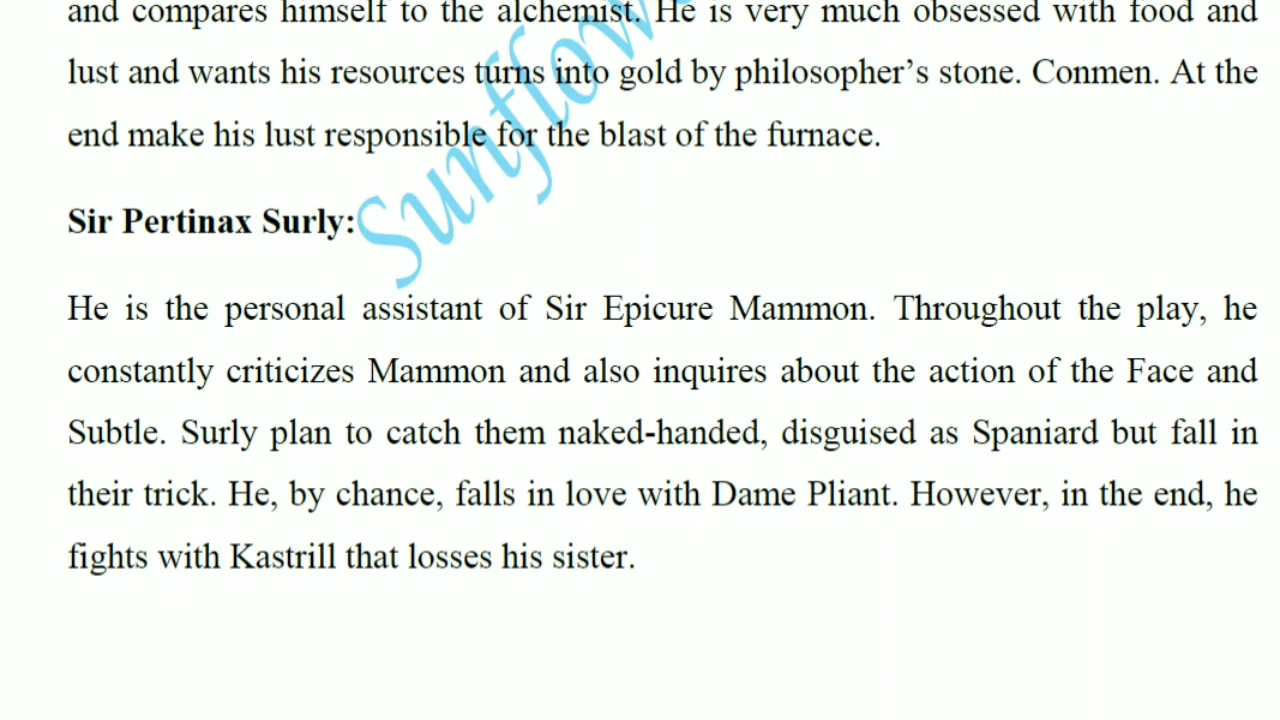 and compares himself to the alchemist. He is very much obsessed with food and
lust and wants his resources turns into gold by philosopher's stone. Conmen. At the
end make his lust responsible for the blast of the furnace.
Sir Pertinax Surly:
He is the personal assistant of Sir Epicure Mammon. Throughout the play, he
constantly criticizes Mammon and also inquires about the action of the Face and
Subtle. Surly plan to catch them naked-handed, disguised as Spaniard but fall in
their trick. He, by chance, falls in love with Dame Pliant. However, in the end, he
fights with Kastrill that losses his sister.